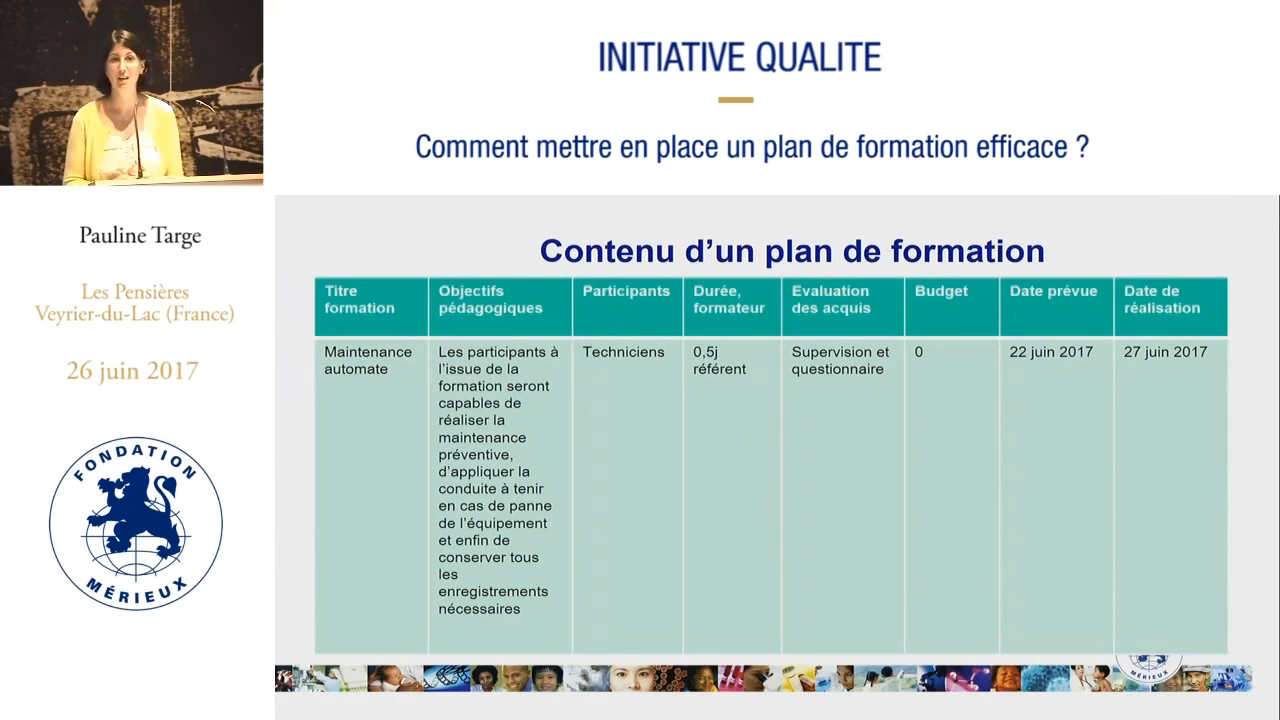 INITIATIVE QUALITE
Comment mettre en place un plan de formation efficace ?
Pauline Targe
Les Pensières
Veyrier-du-Lac (France)
26 juin 2017
FONDATION
MÉRIEUX
Contenu d’un plan de formation
Titre
formation
Objectifs
pédagogiques
Participants
Durée,
formateur
Evaluation
des acquis
Budget
Date prévue
Date de
réalisation
Maintenance
automate
Les participants à
l’issue de la
formation seront
capables de
réaliser la
maintenance
préventive,
d’appliquer la
conduite à tenir
en cas de panne
de l’équipement
et enfin de
conserver tous
les
enregistrements
nécessaires
Techniciens
0,5j
référent
Supervision et
questionnaire
0
22 juin 2017
27 juin 2017
MÉRIEUX